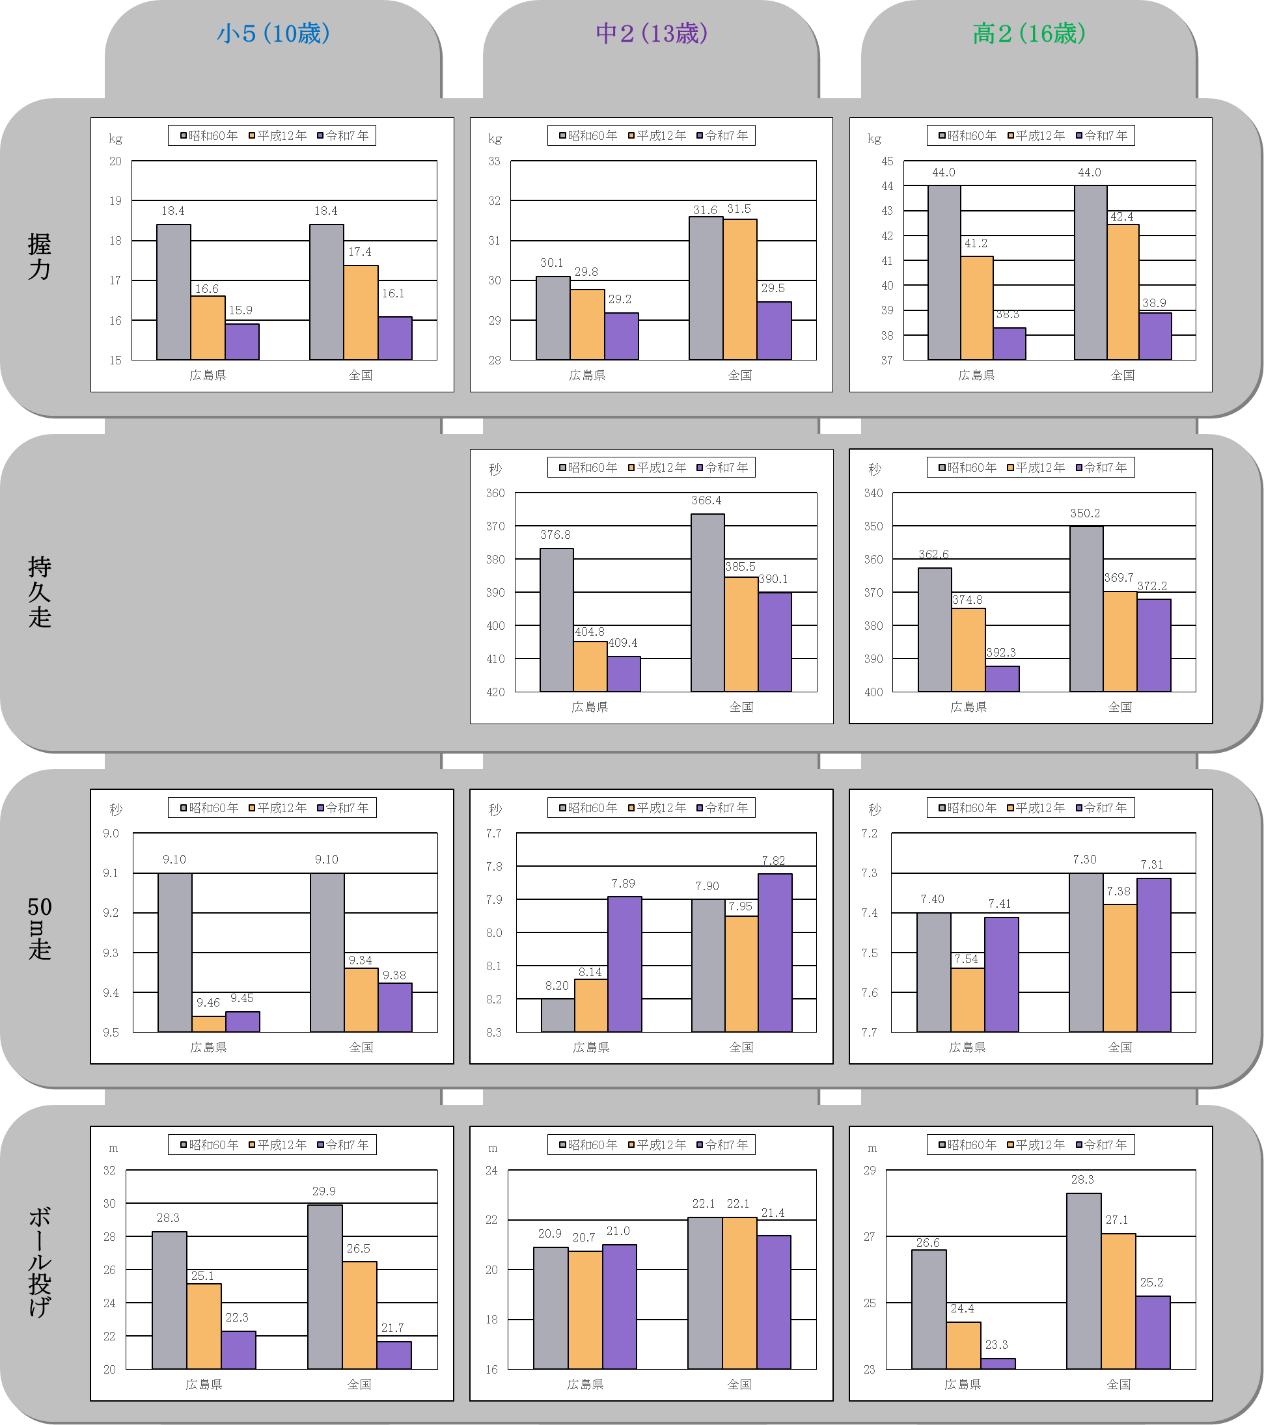 小５(10歳)
中２(13歳)
高２(16歳)
握力
kg
昭和60年 平成12年 令和7年
20
19
18
17
16
15
18.4
16.6
15.9
18.4
17.4
16.1
広島県
全国
kg
昭和60年 平成12年 令和7年
33
32
31
30
29
28
30.1
29.8
29.2
31.6
31.5
29.5
広島県
全国
kg
昭和60年 平成12年 令和7年
45
44
43
42
41
40
39
38
37
44.0
41.2
38.3
44.0
42.4
38.9
広島県
全国
持久走
秒
昭和60年 平成12年 令和7年
360
370
380
390
400
410
420
376.8
404.8
409.4
366.4
385.5
390.1
広島県
全国
秒
昭和60年 平成12年 令和7年
340
350
360
370
380
390
400
362.6
374.8
392.3
350.2
369.7
372.2
広島県
全国
50m走
秒
昭和60年 平成12年 令和7年
9.0
9.1
9.2
9.3
9.4
9.5
9.10
9.46
9.45
9.10
9.34
9.38
広島県
全国
秒
昭和60年 平成12年 令和7年
7.7
7.8
7.9
8.0
8.1
8.2
8.3
8.20
8.14
7.89
7.90
7.95
7.82
広島県
全国
秒
昭和60年 平成12年 令和7年
7.2
7.3
7.4
7.5
7.6
7.7
7.40
7.54
7.41
7.30
7.38
7.31
広島県
全国
ボール投げ
m
昭和60年 平成12年 令和7年
32
30
28
26
24
22
20
28.3
25.1
22.3
29.9
26.5
21.7
広島県
全国
m
昭和60年 平成12年 令和7年
24
22
20
18
16
20.9
20.7
21.0
22.1
22.1
21.4
広島県
全国
m
昭和60年 平成12年 令和7年
29
27
25
23
26.6
24.4
23.3
28.3
27.1
25.2
広島県
全国